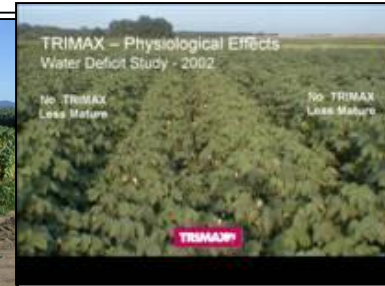 TRIMAX – Physiological Effects
Water Deficit Study - 2002
No TRIMAX
Less Mature
No TRIMAX
Less Mature
TRIMAX